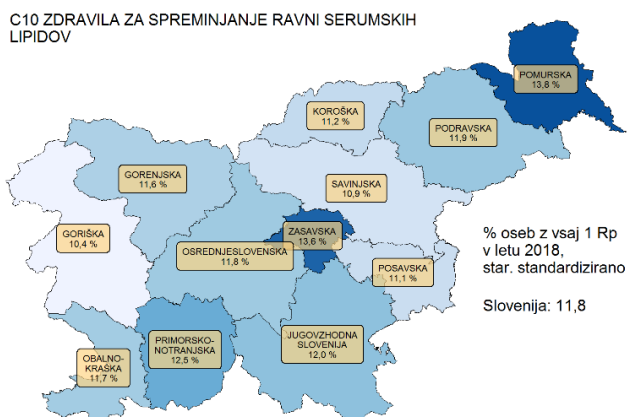 C10 ZDRAVILA ZA SPREMINJANJE RAVNI SERUMSKIH
LIPIDOV
POMURSKA
13,8 %
KOROŠKA
11,2 %
PODRAVSKA
11,9 %
GORENJSKA
11,6 %
SAVINJSKA
10,9 %
GORIŠKA
10,4 %
ZASAVSKA
13,6 %
OSREDNJESLOVENSKA
11,8 %
POSAVSKA
11,1 %
% oseb z vsaj 1 Rp
v letu 2018,
star. standardizirano
Slovenija: 11,8
PRIMORSKO-
NOTRANJSKA
12,5 %
JUGOVZHODNA
SLOVENIJA
12,0 %
OBALNO-
KRAŠKA
11,7 %